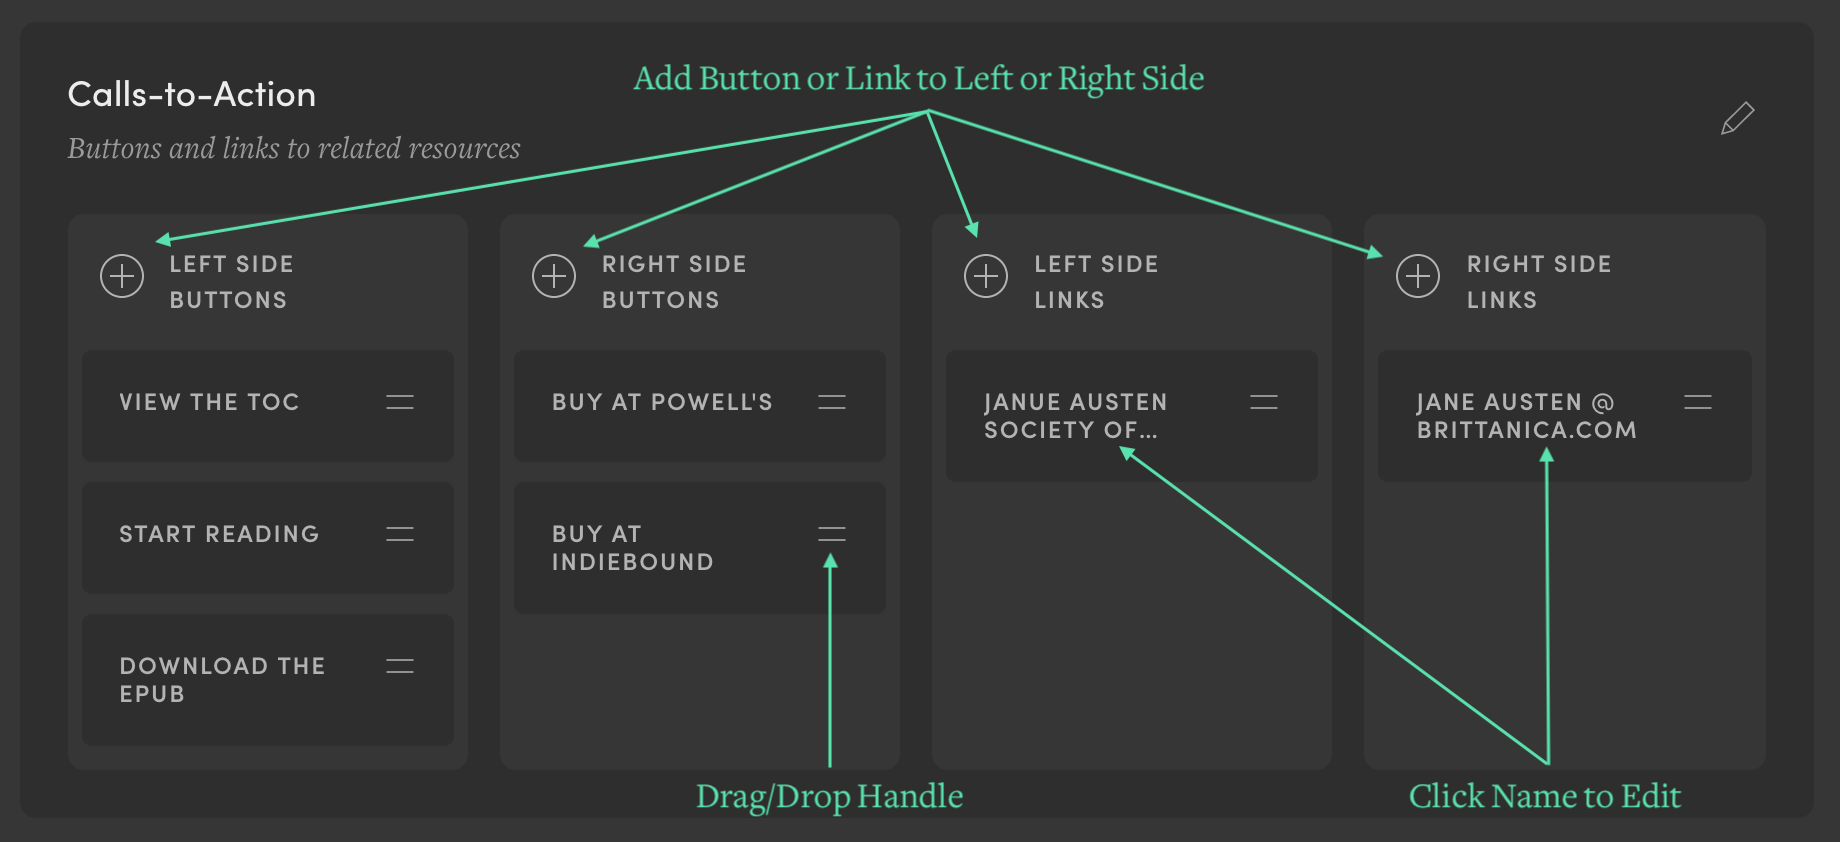 Calls-to-Action
Add Button or Link to Left or Right Side
Buttons and links to related resources
LEFT SIDE
BUTTONS
VIEW THE TOC
START READING
DOWNLOAD THE
EPUB
RIGHT SIDE
BUTTONS
BUY AT POWELL'S
BUY AT
INDIEBOUND
LEFT SIDE
LINKS
JANUE AUSTEN
SOCIETY OF...
RIGHT SIDE
LINKS
JANE AUSTEN @
BRITTANICA.COM
Drag/Drop Handle
Click Name to Edit